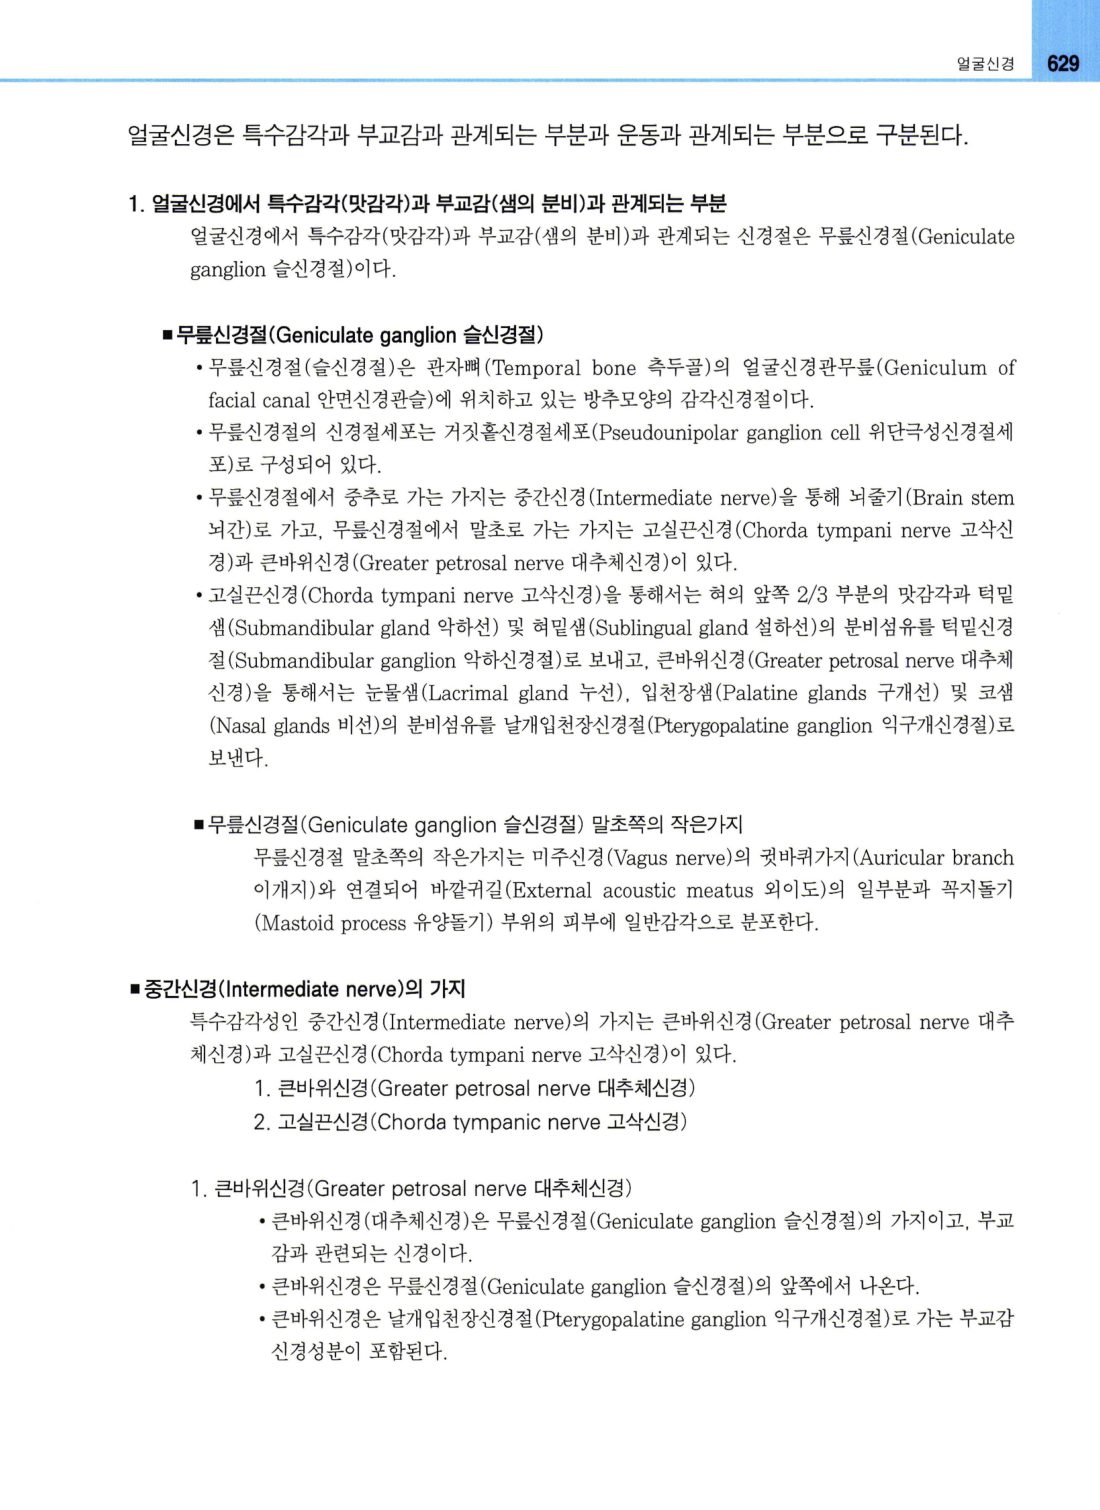 얼굴신경 629
얼굴신경은 특수감각과 부교감과 관계되는 부분과 운동과 관계되는 부분으로 구분된다.
1. 얼굴신경에서 특수감각(맛감각)과 부교감(샘의 분비)과 관계되는 부분
얼굴신경에서 특수감각(맛감각)과 부교감(샘의 분비)과 관계되는 신경절은 무릎신경절(Geniculate
ganglion 슬신경절)이다.
■ 무릎신경절(Geniculate ganglion 슬신경절)
• 무릎신경절(슬신경절)은 관자뼈(Temporal bone 측두골)의 얼굴신경관무릎(Geniculum of
facial canal 안면신경관슬)에 위치하고 있는 방추모양의 감각신경절이다.
• 무릎신경절의 신경절세포는 거짓홑신경절세포(Pseudounipolar ganglion cell 위단극성신경절세
포)로 구성되어 있다.
• 무릎신경절에서 중추로 가는 가지는 중간신경(Intermediate nerve)을 통해 뇌줄기(Brain stem
뇌간)로 가고, 무릎신경절에서 말초로 가는 가지는 고실끈신경(Chorda tympani nerve 고삭신
경)과 큰바위신경(Greater petrosal nerve 대추체신경)이 있다.
• 고실끈신경(Chorda tympani nerve 고삭신경)을 통해서는 혀의 앞쪽 2/3 부분의 맛감각과 턱밑
샘(Submandibular gland 악하선) 및 혀밑샘(Sublingual gland 설하선)의 분비섬유를 턱밑신경
절(Submandibular ganglion 악하신경절)로 보내고, 큰바위신경(Greater petrosal nerve 대추체
신경)을 통해서는 눈물샘(Lacrimal gland 누선), 입천장샘(Palatine glands 구개선) 및 코샘
(Nasal glands 비선)의 분비섬유를 날개입천장신경절(Pterygopalatine ganglion 익구개신경절)로
보낸다.
■ 무릎신경절(Geniculate ganglion 슬신경절) 말초쪽의 작은가지
무릎신경절 말초쪽의 작은가지는 미주신경(Vagus nerve)의 귓바퀴가지(Auricular branch
이개지)와 연결되어 바깥귀길(External acoustic meatus 외이도)의 일부분과 꼭지돌기
(Mastoid process 유양돌기) 부위의 피부에 일반감각으로 분포한다.
■ 중간신경(Intermediate nerve)의 가지
특수감각성인 중간신경(Intermediate nerve)의 가지는 큰바위신경(Greater petrosal nerve 대추
체신경)과 고실끈신경(Chorda tympani nerve 고삭신경)이 있다.
1. 큰바위신경(Greater petrosal nerve 대추체신경)
2. 고실끈신경(Chorda tympanic nerve 고삭신경)
1. 큰바위신경(Greater petrosal nerve 대추체신경)
• 큰바위신경(대추체신경)은 무릎신경절(Geniculate ganglion 슬신경절)의 가지이고, 부교
감과 관련되는 신경이다.
• 큰바위신경은 무릎신경절(Geniculate ganglion 슬신경절)의 앞쪽에서 나온다.
• 큰바위신경은 날개입천장신경절(Pterygopalatine ganglion 익구개신경절)로 가는 부교감
신경성분이 포함된다.